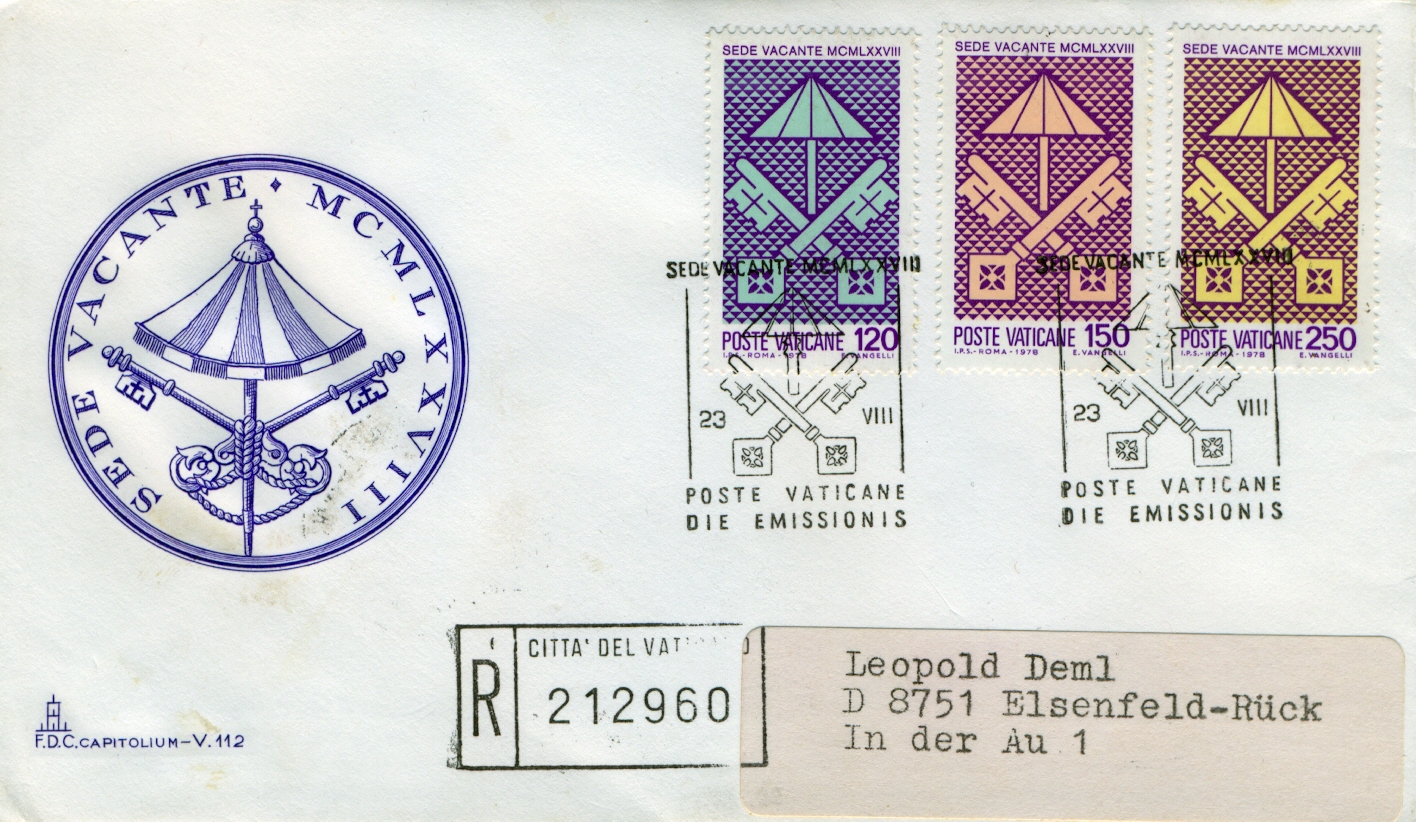 SEDE VACANTE MCMLXXVIII
POSTE VATICANE 120
I.P.S.-ROMA-1978 E.VANGELLI
SEDE VACANTE MCMLXXVIII
POSTE VATICANE 150
I.P.S.-ROMA-1978 E.VANGELLI
SEDE VACANTE MCMLXXVIII
POSTE VATICANE 250
I.P.S.-ROMA-1978 E.VANGELLI
SEDE VACANTE • MCMLXXVIII
SEDE VACANTE MCMLXXVIII
23 VIII
POSTE VATICANE
DIE EMISSIONIS
SEDE VACANTE MCMLXXVIII
23 VIII
POSTE VATICANE
DIE EMISSIONIS
R
CITTA' DEL
212960
Leopold Deml
D 8751 Elsenfeld-Rück
In der Au 1
F.D.C.CAPITOLIUM-V.112